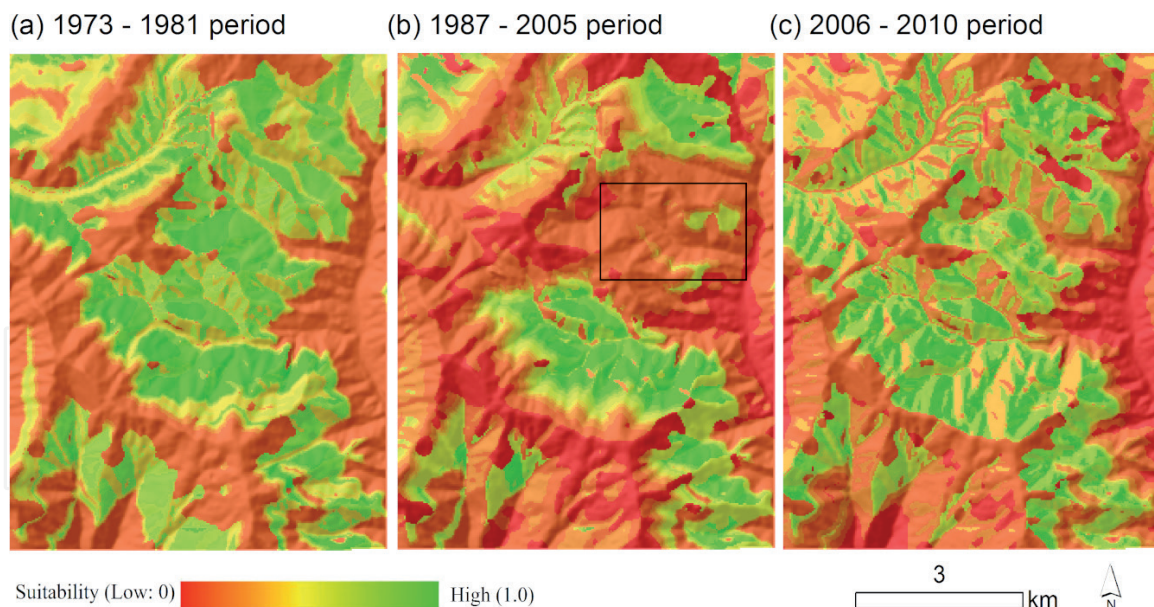 (a) 1973 - 1981 period
(b) 1987 - 2005 period
(c) 2006 - 2010 period
Suitability (Low: 0)
High (1.0)
3
km
N